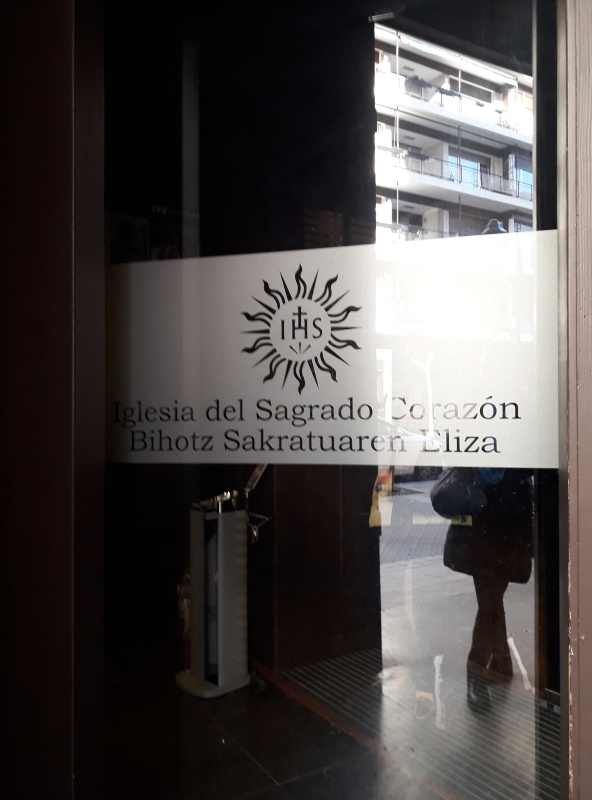 IHS
Iglesia del Sagrado Corazón
Bihotz Sakratuaren Eliza